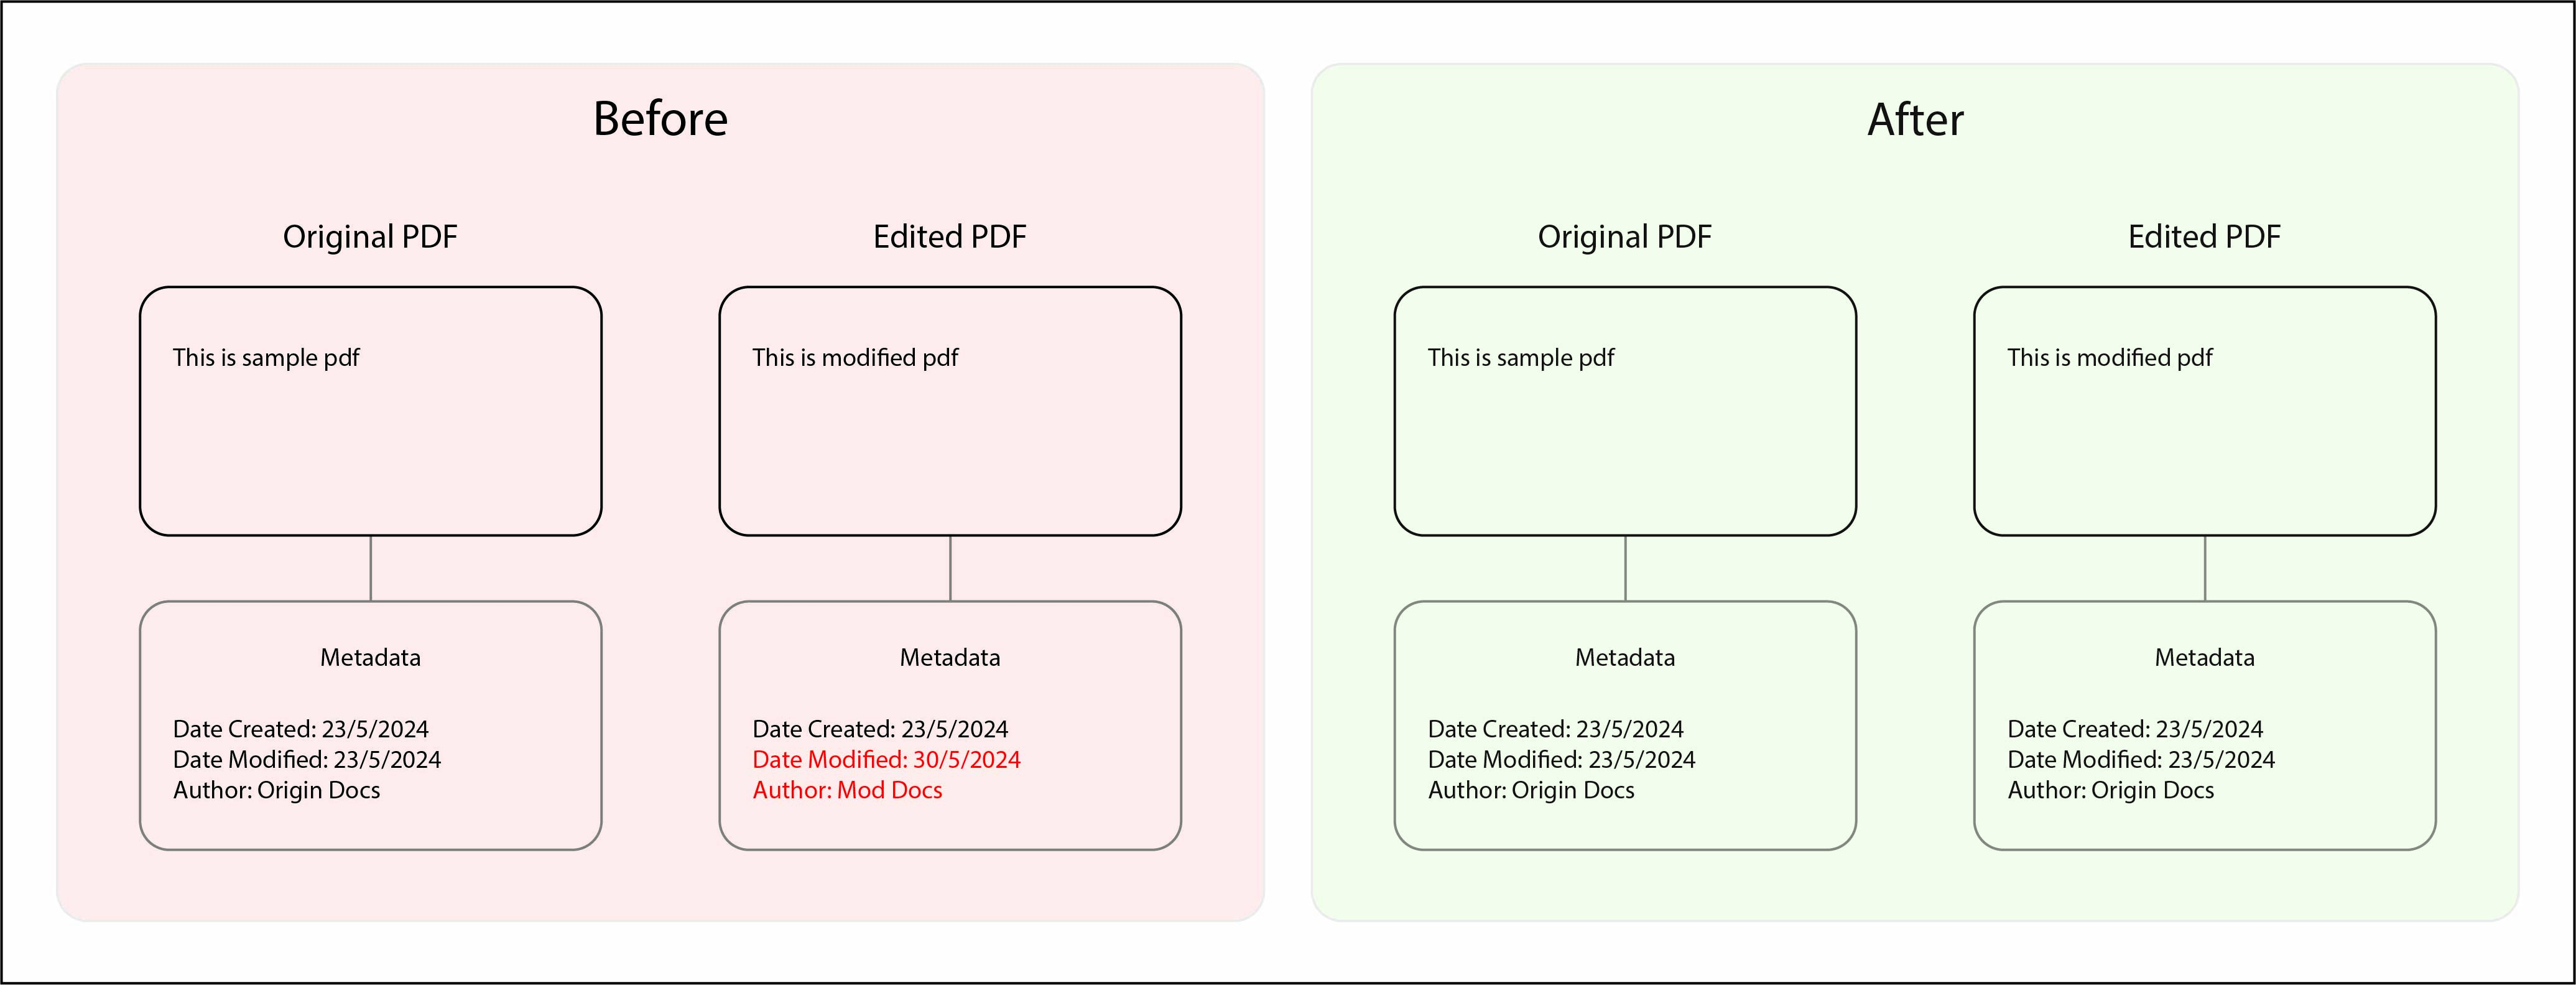 Before
Original PDF
This is sample pdf
Metadata
Date Created: 23/5/2024
Date Modified: 23/5/2024
Author: Origin Docs
Edited PDF
This is modified pdf
Metadata
Date Created: 23/5/2024
Date Modified: 30/5/2024
Author: Mod Docs
After
Original PDF
This is sample pdf
Metadata
Date Created: 23/5/2024
Date Modified: 23/5/2024
Author: Origin Docs
Edited PDF
This is modified pdf
Metadata
Date Created: 23/5/2024
Date Modified: 23/5/2024
Author: Origin Docs